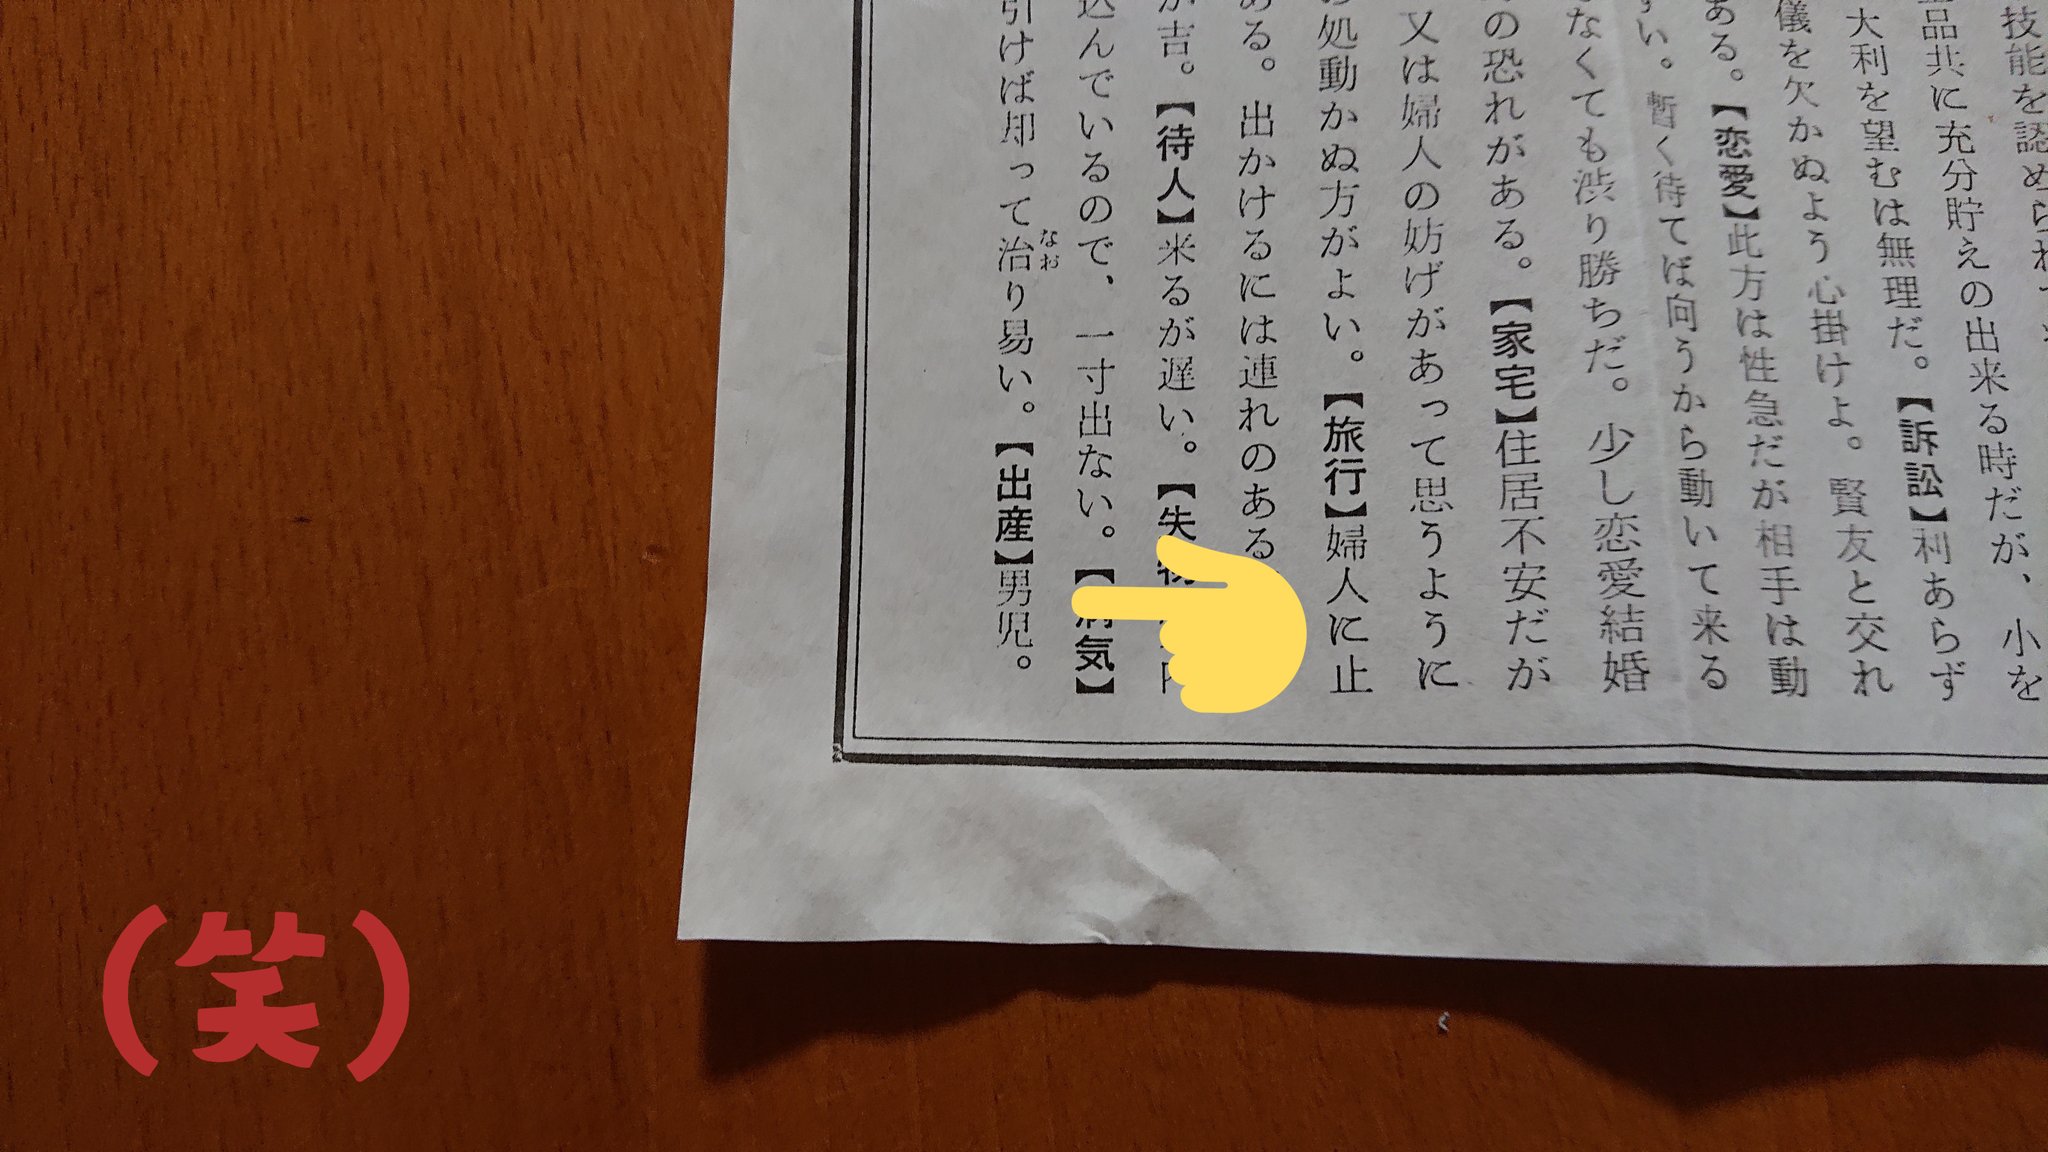 技能を認めら
金品共に充分貯えの出来る時だが、小を
大利を望むは無理だ。【訴訟】利あらず
儀を欠かぬよう心掛けよ。賢友と交れ
ある。【恋愛】此方は性急だが相手は動
ずい。暫く待てば向うから動いて来る
なくても渋り勝ちだ。少し恋愛結婚
の恐れがある。【家宅】住居不安だが
又は婦人の妨げがあって思うように
処動かぬ方がよい。【旅行】婦人に止
ある。出かけるには連れのある
が吉。【待人】来るが遅い。【失物
込んでいるので、一寸出ない。【病気】
引けば却って治り易い。【出産】男児。
なお
（笑）